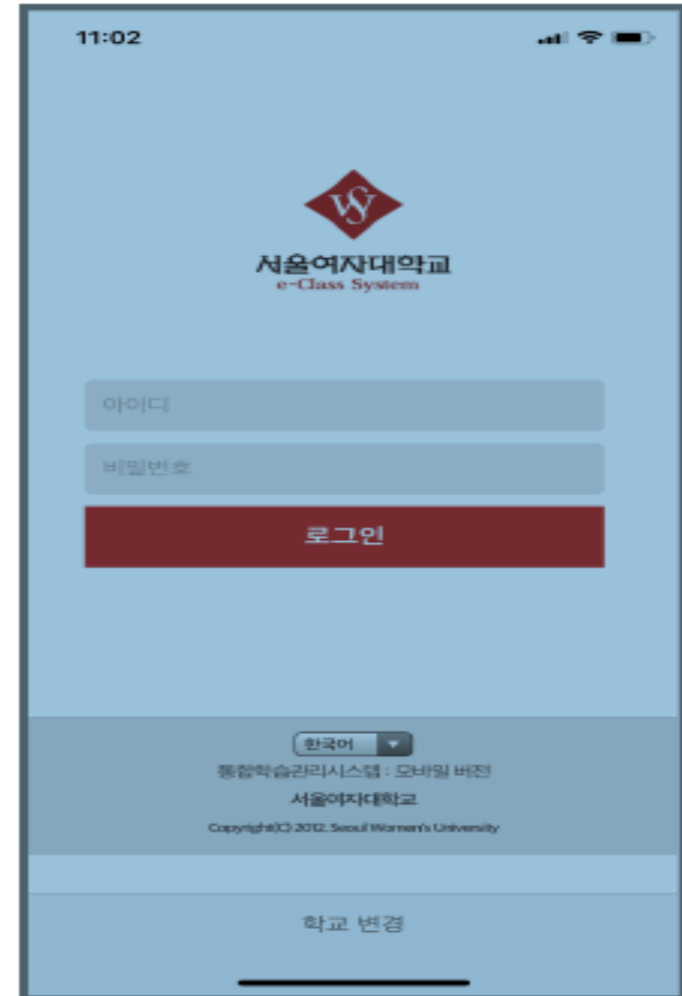 11:02
서울여자대학교
e-Class System
아이디
비밀번호
로그인
한국어
통합학습관리시스템 : 모바일 버전
서울여자대학교
Copyright(C) 2012. Seoul Women's University
학교 변경